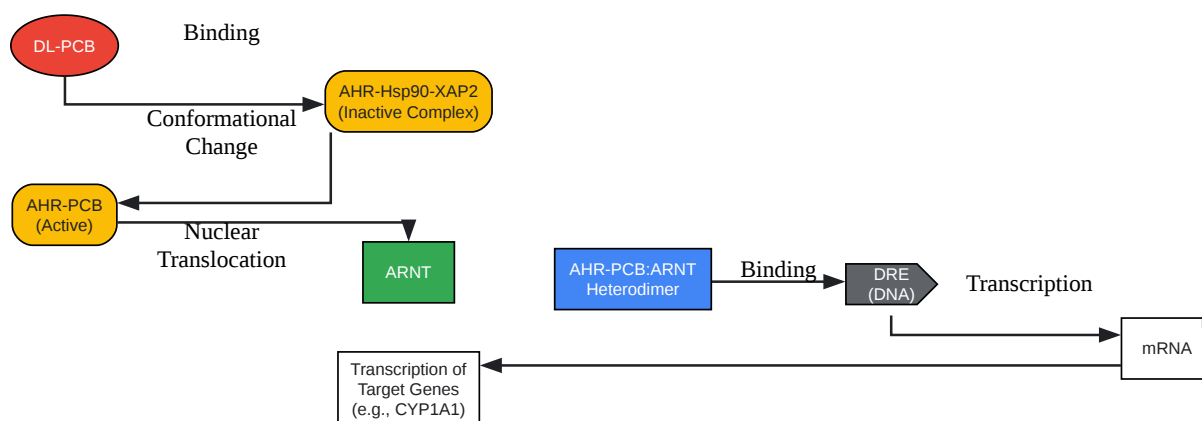 Binding
DL-PCB
AHR-Hsp90-XAP2
(Inactive Complex)
Conformational
Change
AHR-PCB
(Active)
Nuclear
Translocation
ARNT
AHR-PCB:ARNT
Heterodimer
Binding
DRE
(DNA)
Transcription
mRNA
Transcription of
Target Genes
(e.g., CYP1A1)